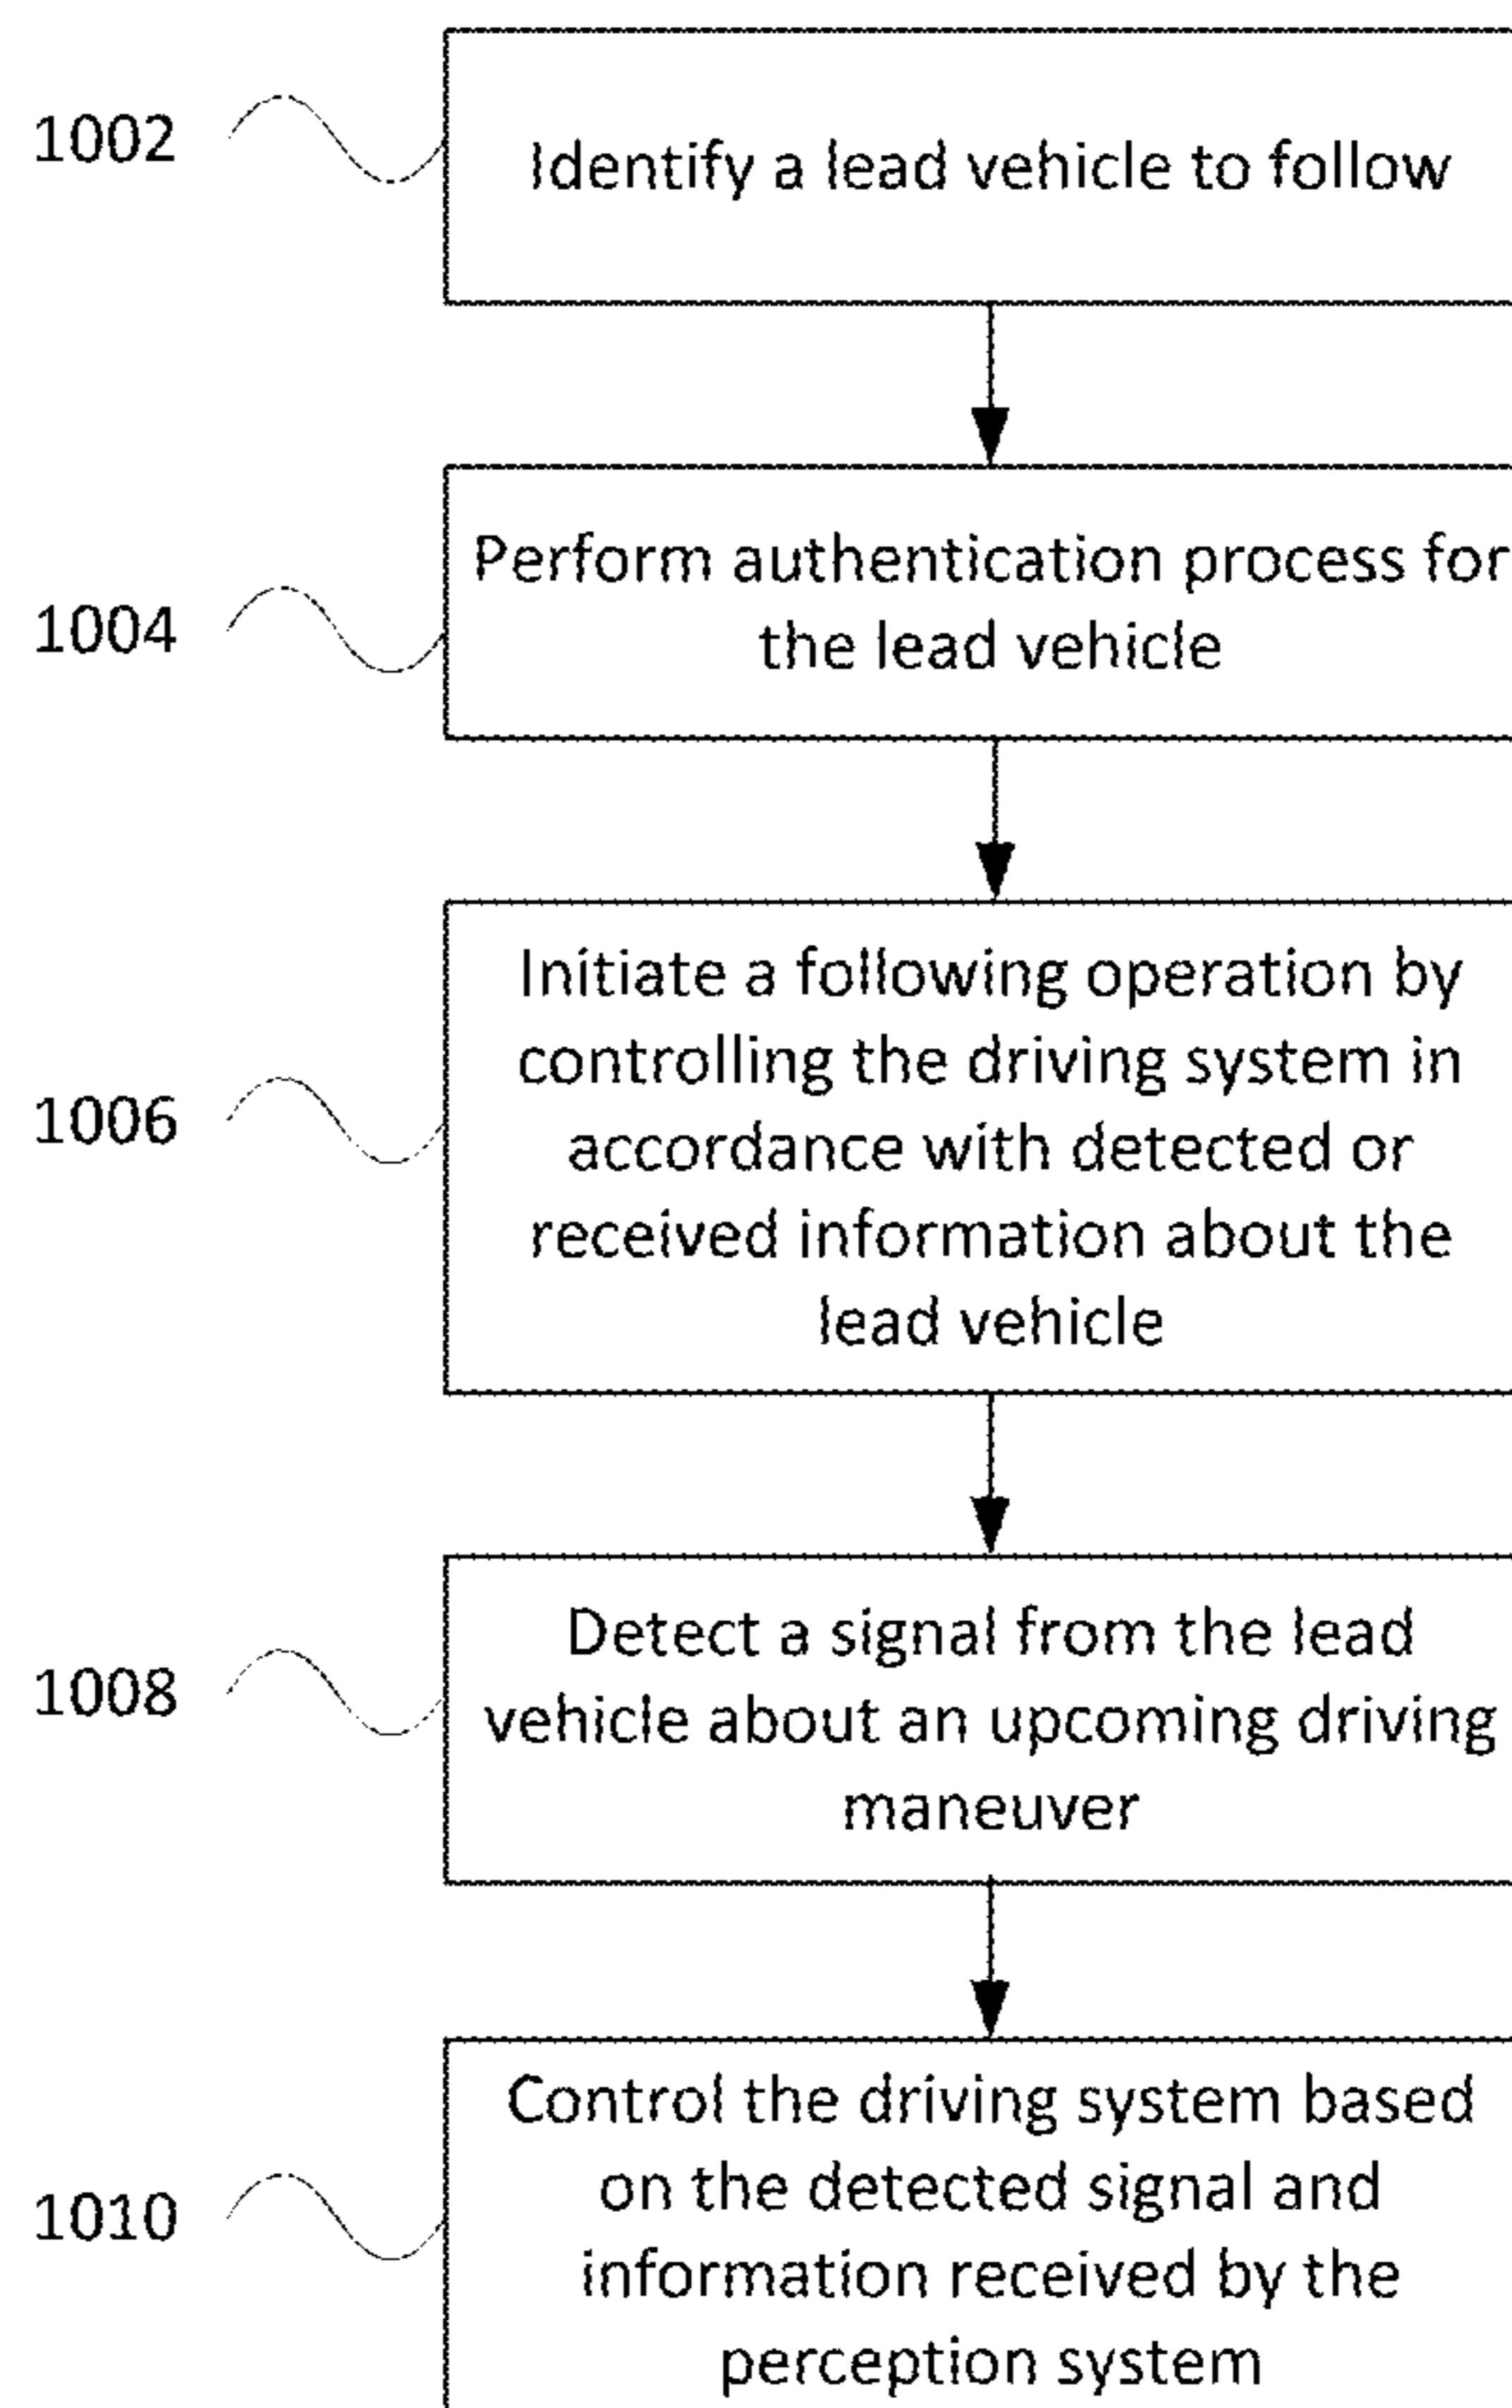 1002
Identify a lead vehicle to follow
Perform authentication process for
1004
the lead vehicle
Initiate a following operation by
controlling the driving system in
1006
accordance with detected or
received information about the
lead vehicle
Detect a signal from the lead
1008
vehicle about an upcoming driving
maneuver
Control the driving system based
on the detected signal and
1010
information received by the
perception system